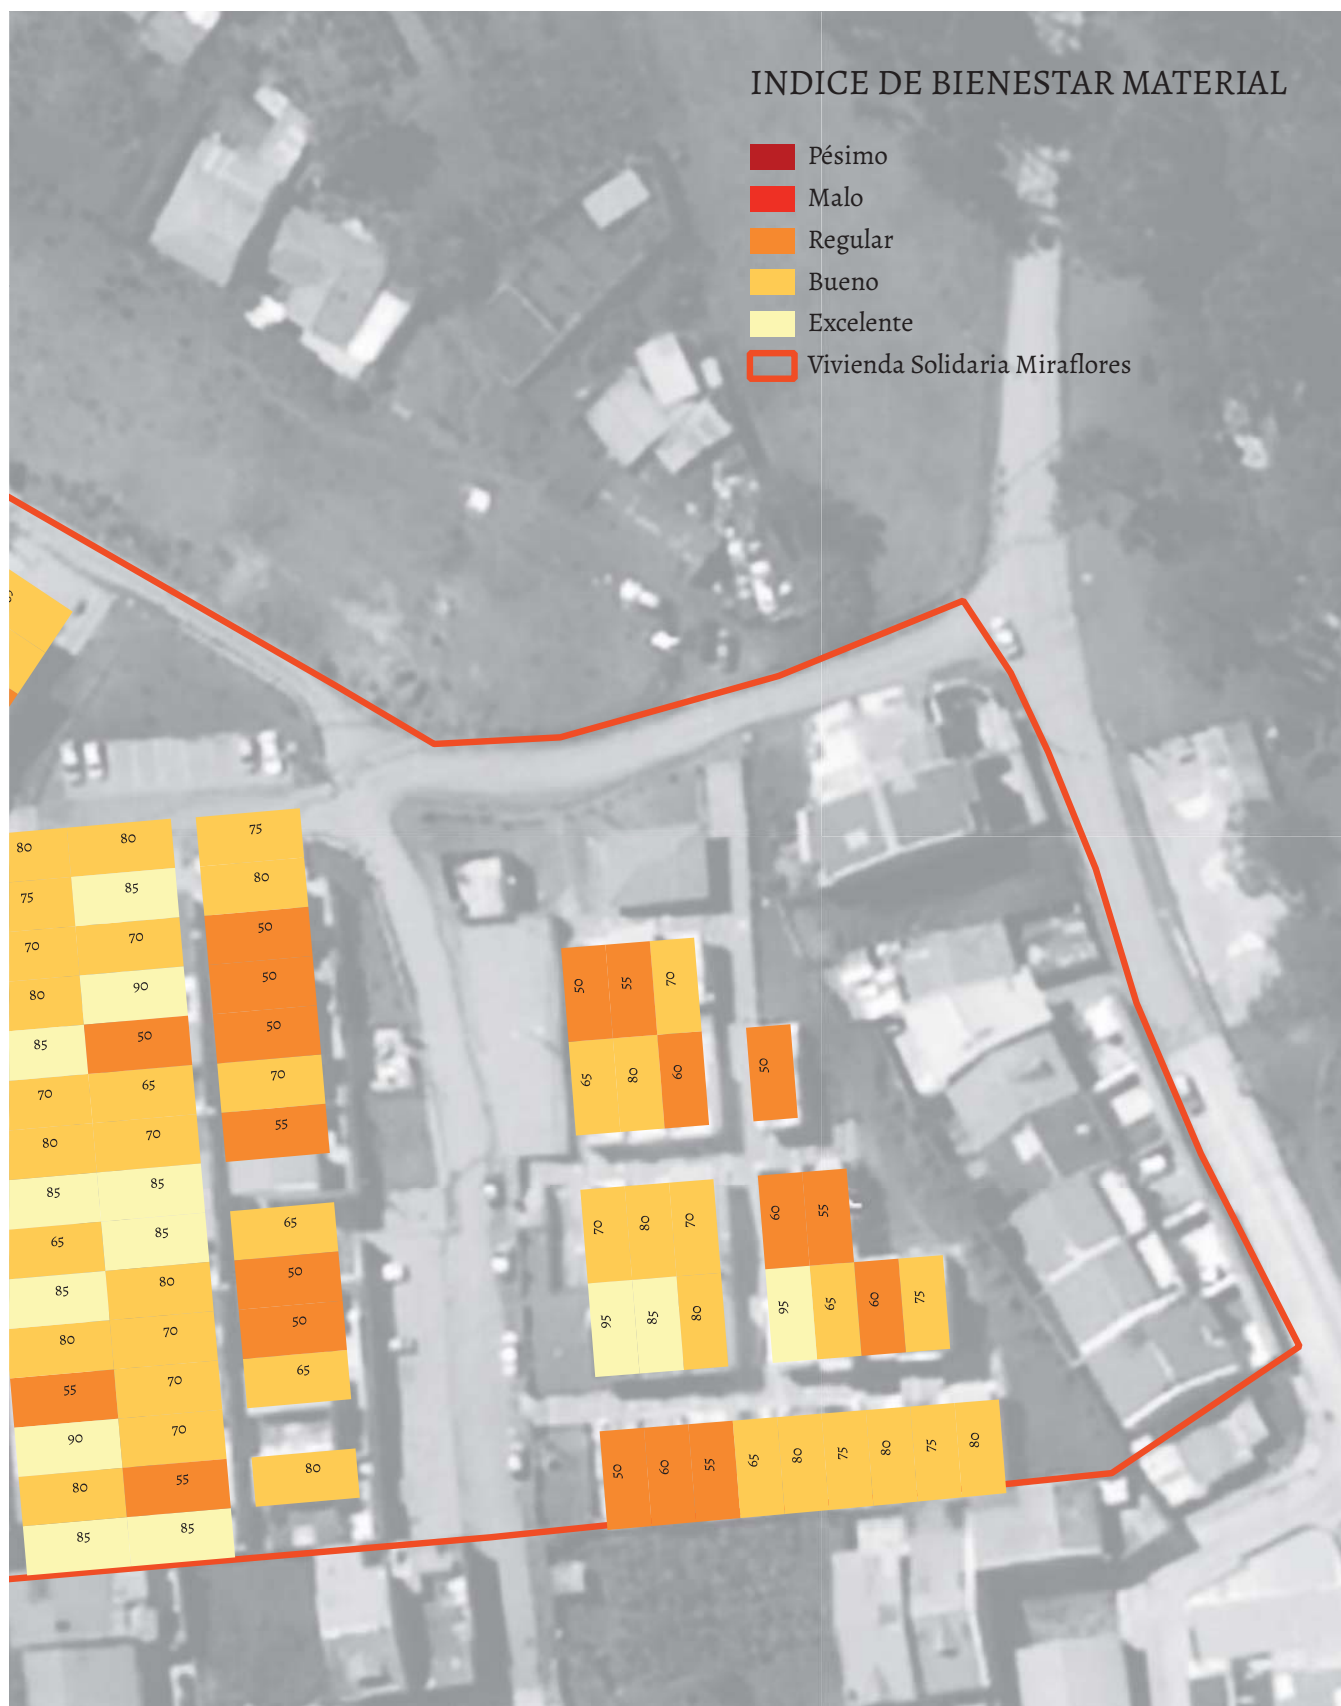 INDICE DE BIENESTAR MATERIAL
Pésimo
Malo
Regular
Bueno
Excelente
Vivienda Solidaria Miraflores
80 80
75 85
70 70
80 90
85 50
70 65
80 70
85 85
65 85
85 80
80 70
55 70
90 70
80 55
85 85
75
80
50
50
50
70
55
65
50
50
65
80
50 55 70
65 80 60
50
70 80 70
95 85 80
60 55
95 65 60 75
50 60 55 65 80 75 80 75 80